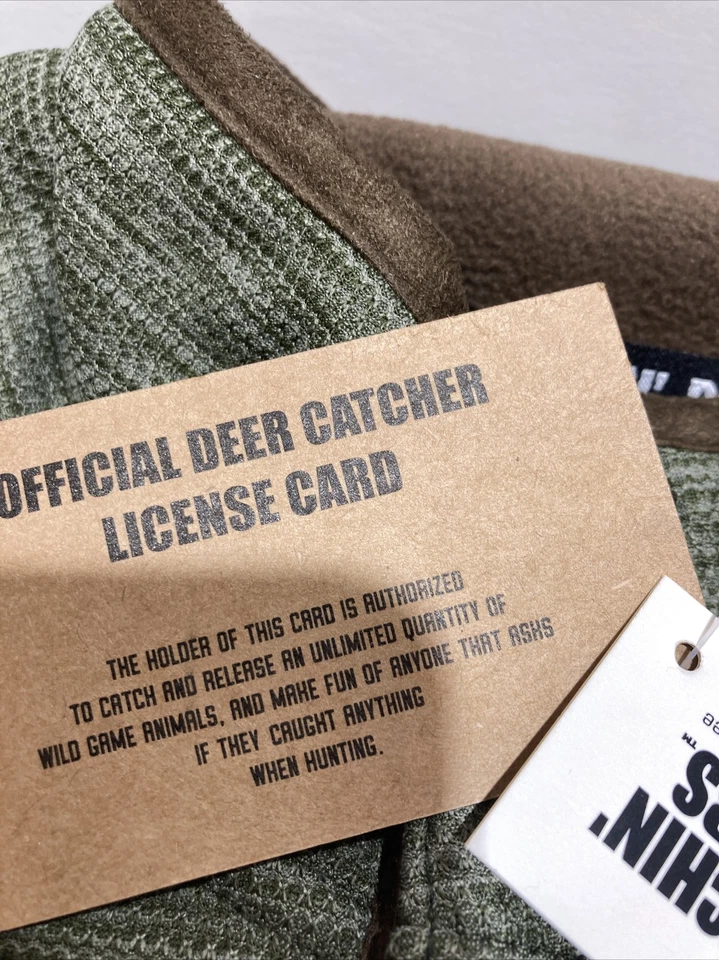 OFFICIAL DEER CATCHER
LICENSE CARD
THE HOLDER OF THIS CARD IS AUTHORIZED
TO CATCH AND RELEASE AN UNLIMITED QUANTITY OF
WILD GAME ANIMALS, AND MAKE FUN OF ANYONE THAT ASKS
IF THEY CAUGHT ANYTHING
WHEN HUNTING.